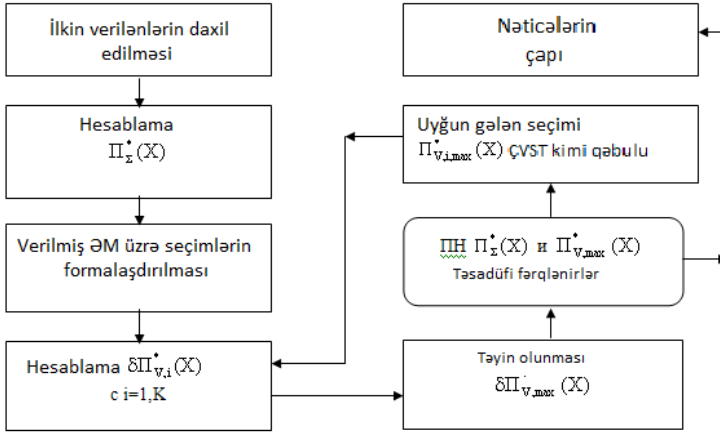 İlkin verilənlərin daxil
edilməsi
Hesablama
Π*Σ(X)
Verilmiş ƏM üzrə seçimlərin
formalaşdırılması
Hesablama δΠ*V,i(X)
c i=1,K
Təyin olunması
δΠ*V,max (X)
ПН Π*Σ(X) и Π*V,max (X)
Təsadüfi fərqlənirlər
Uyğun gələn seçimi
Π*V,i,max(X) ÇVST kimi qəbulu
Nəticələrin
çapı